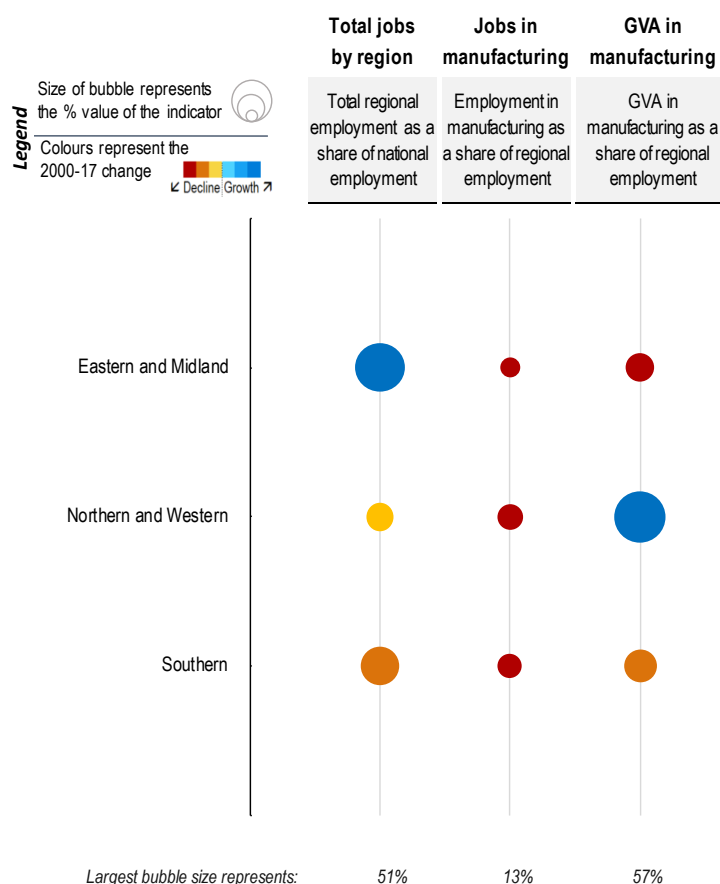 Total jobs
by region
Jobs in
manufacturing
GVA in
manufacturing
Legend
Size of bubble represents
the % value of the indicator
Colours represent the
2000-17 change
↙ Decline Growth ↗
Total regional
employment as a
share of national
employment
Employment in
manufacturing as
a share of regional
employment
GVA in
manufacturing as a
share of regional
employment
Eastern and Midland
Northern and Western
Southern
Largest bubble size represents: 51% 13% 57%